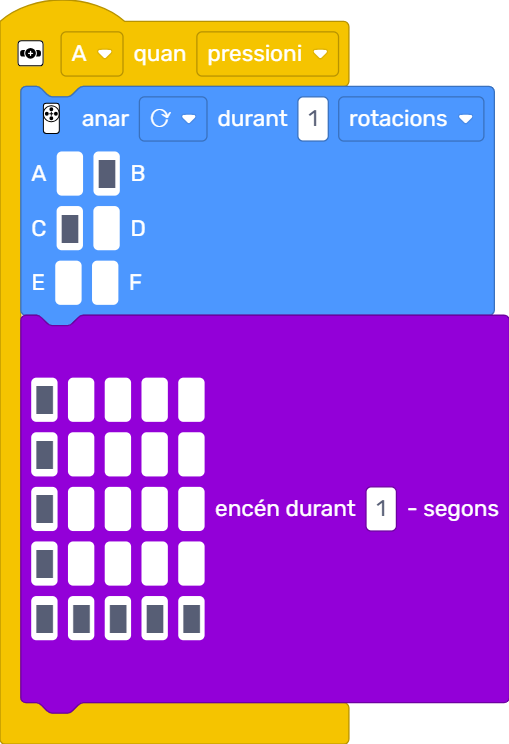 A quan pressioni
anar durant 1 rotacions
A B
C D
E F
encén durant 1 - segons